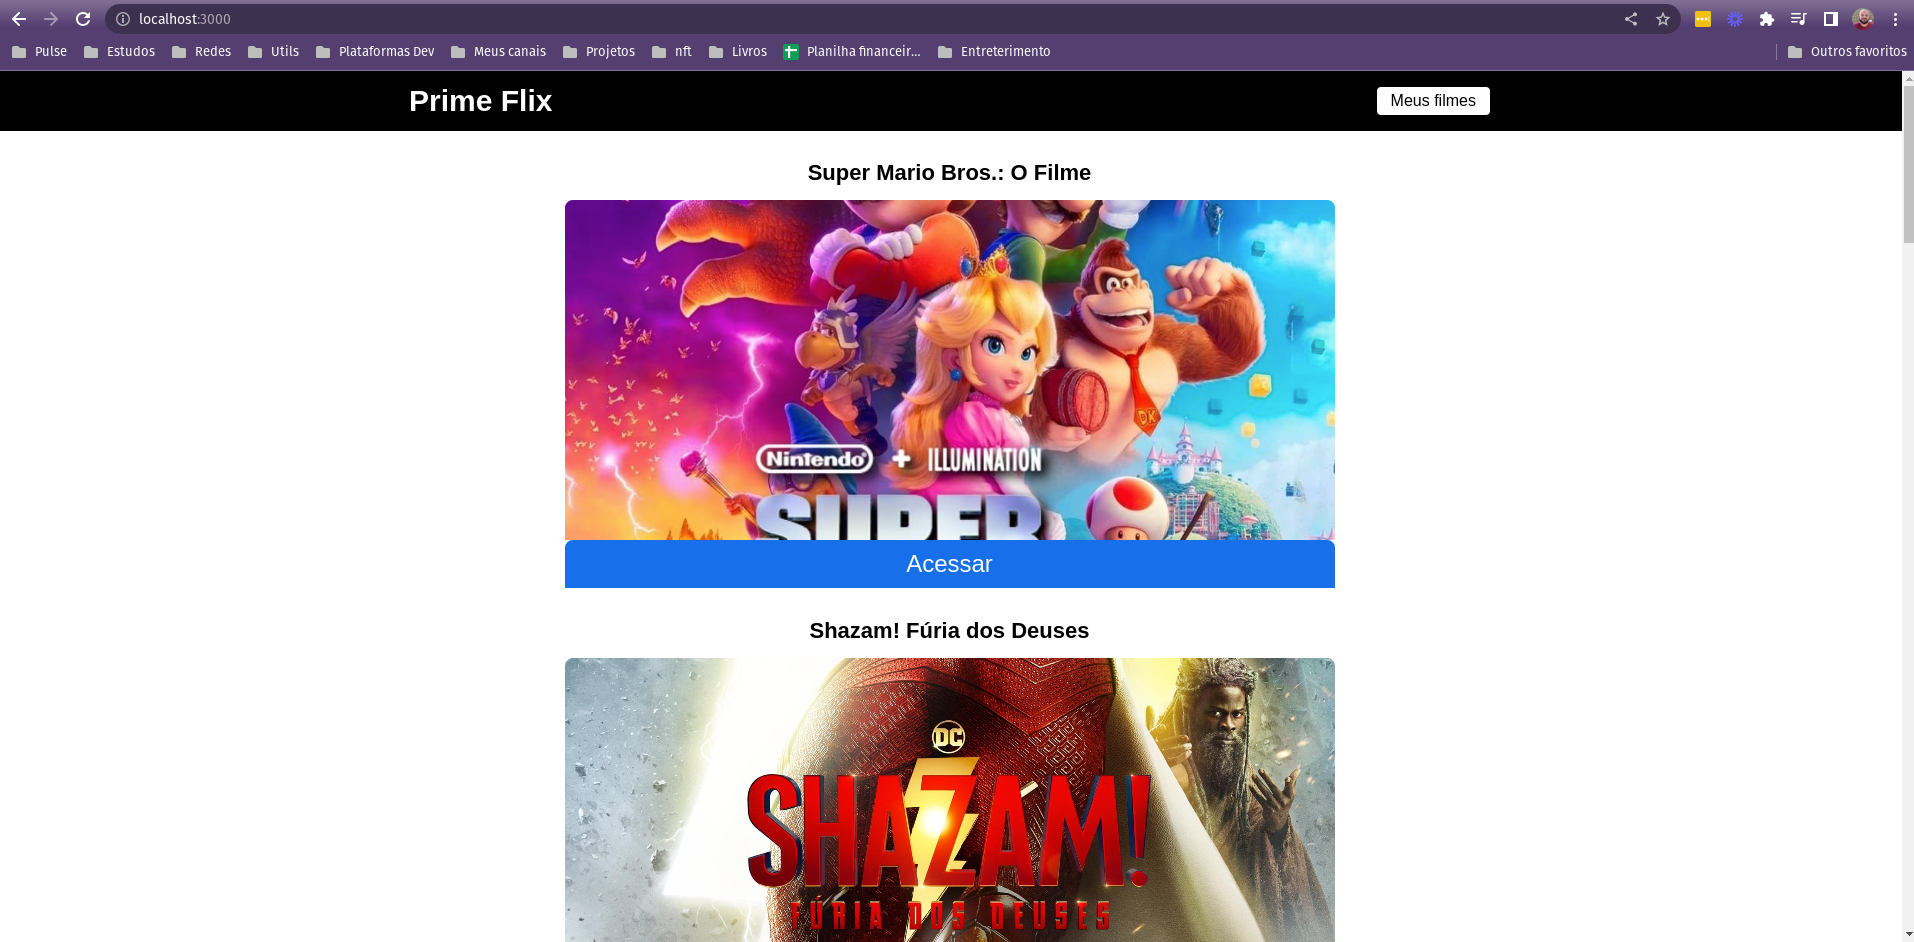 localhost:3000
Pulse Estudos Redes Utils Plataformas Dev Meus canais Projetos nft Livros Planilha financeir... Entreterimento Outros favoritos
Prime Flix Meus filmes
Super Mario Bros.: O Filme
DK
Nintendo + ILLUMINATION
SUPER
Acessar
Shazam! Fúria dos Deuses
DC
SHAZAM!
FÚRIA DOS DEUSES